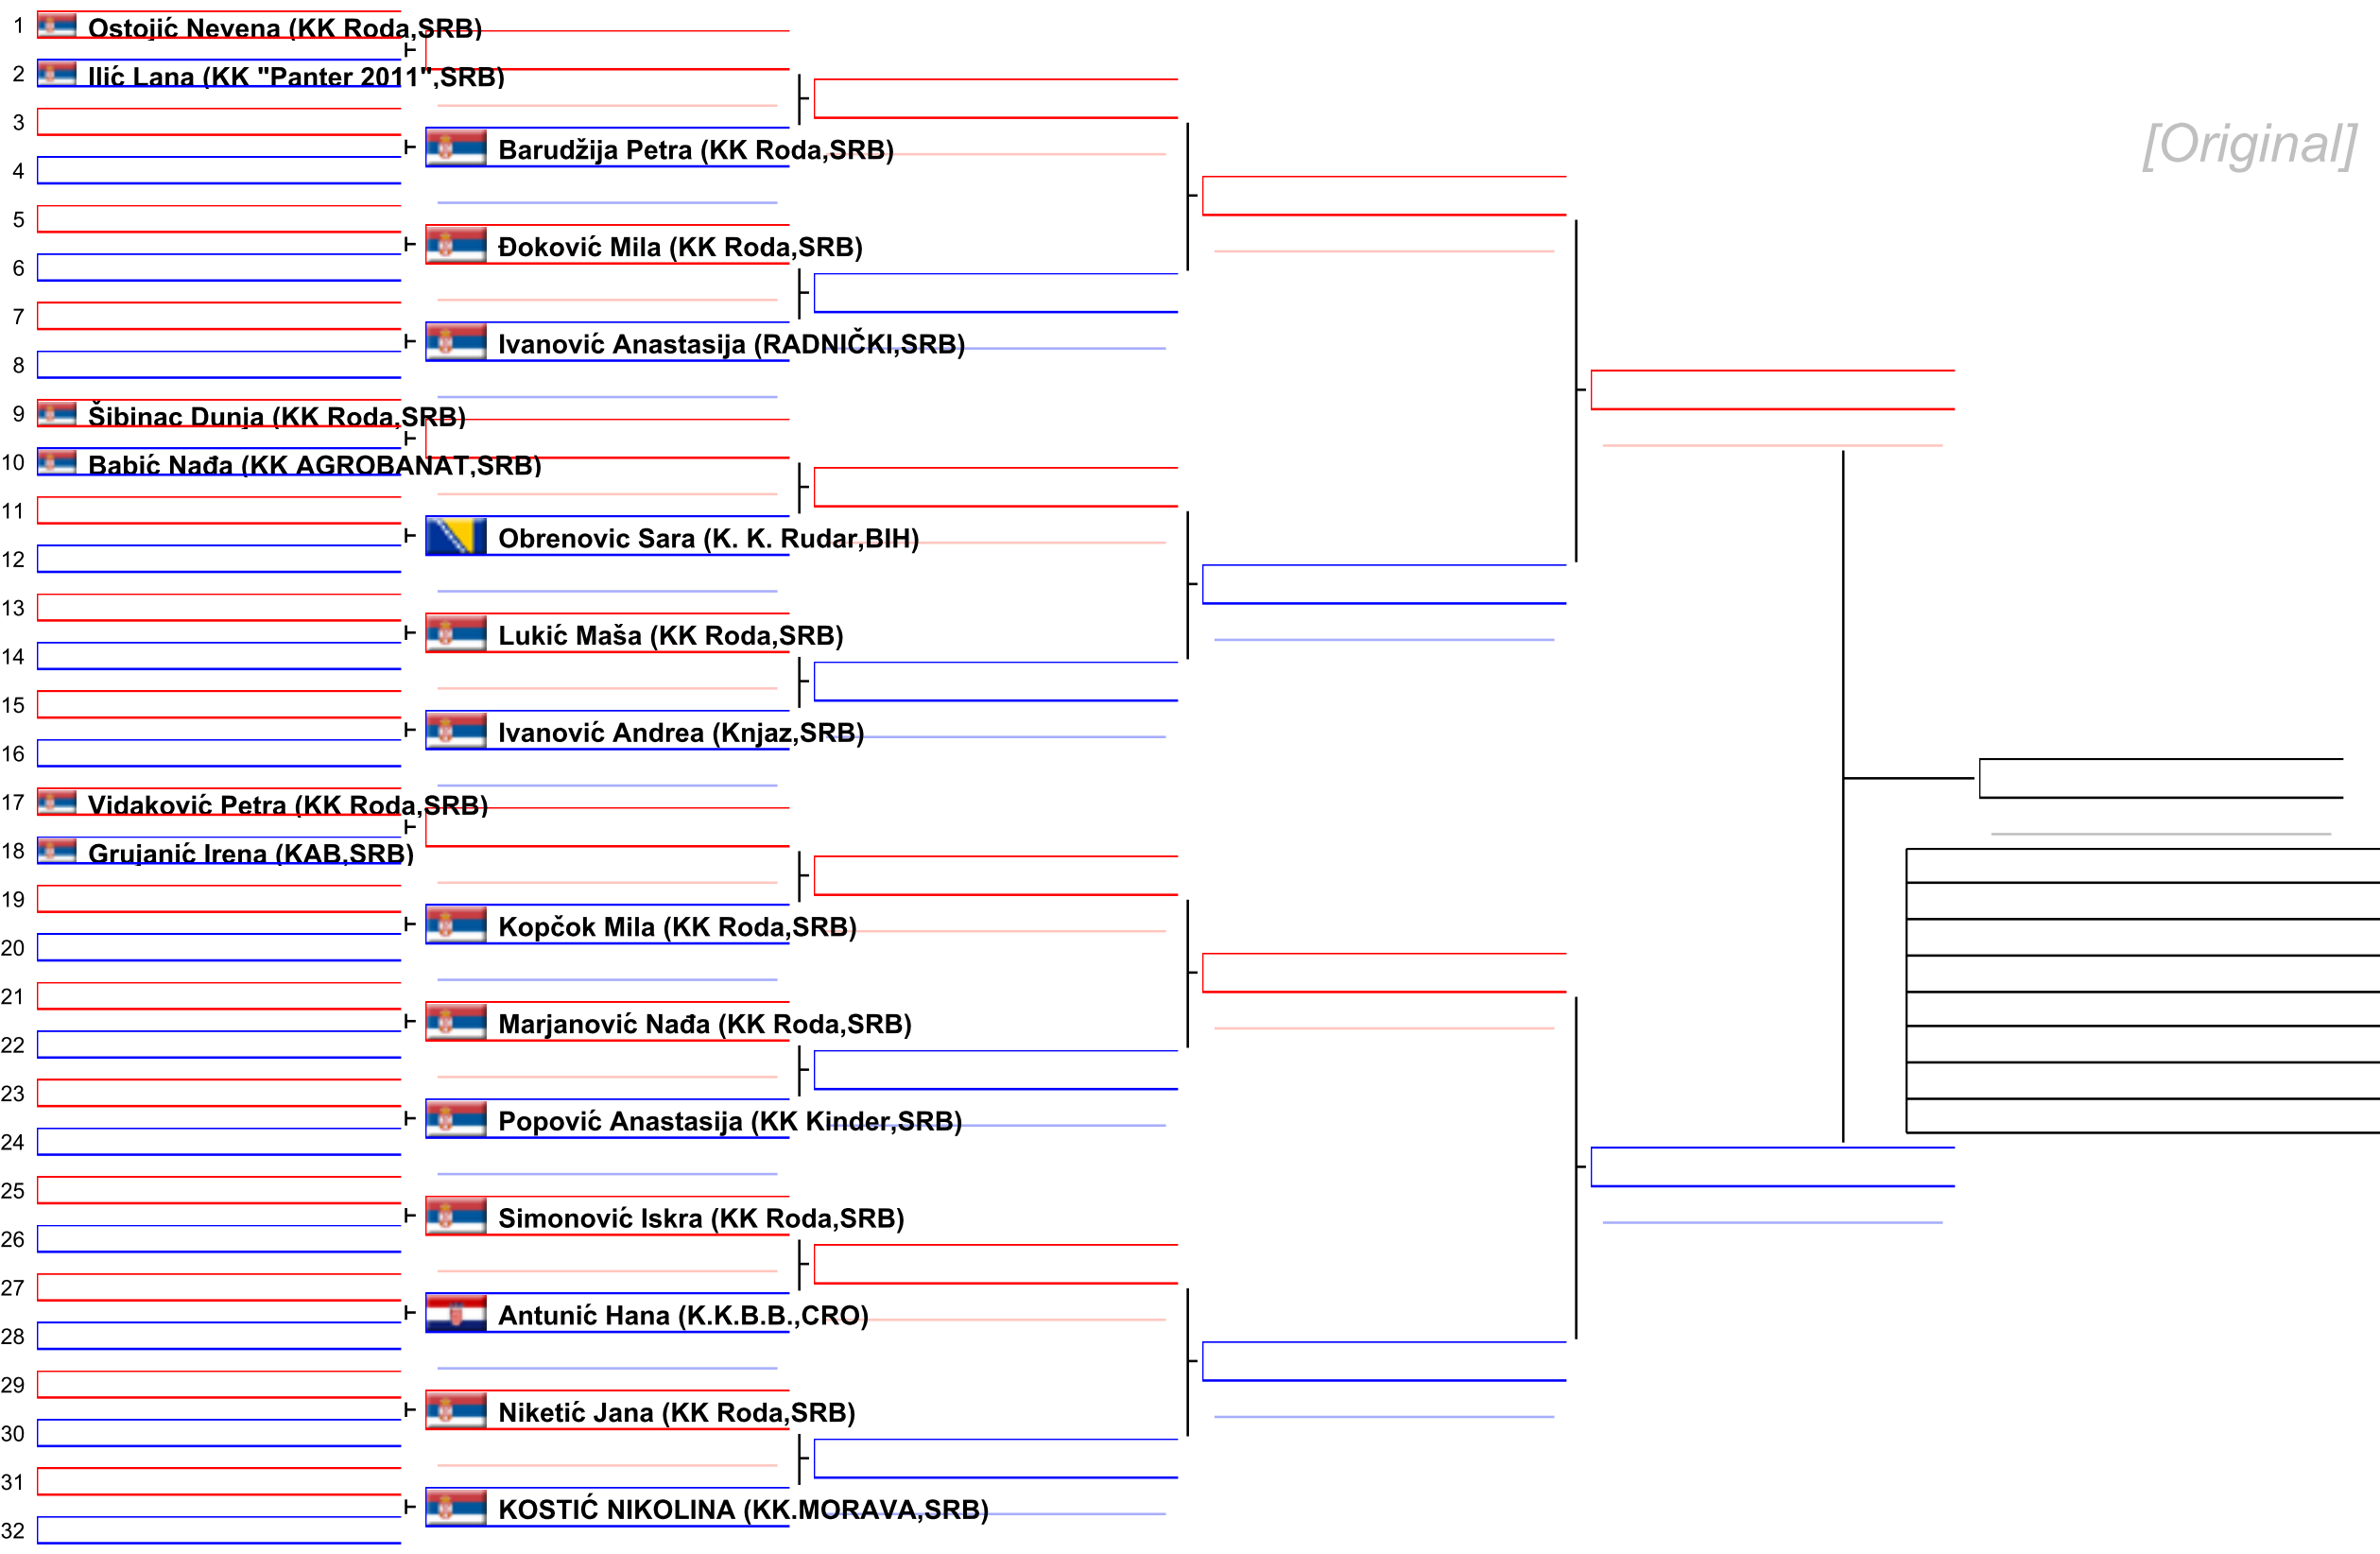 1 Ostojić Nevena (KK Roda,SRB)
2 Ilić Lana (KK "Panter 2011",SRB)
[Original]
3
Barudžija Petra (KK Roda,SRB)
4
5
Đoković Mila (KK Roda,SRB)
6
7
Ivanović Anastasija (RADNIČKI,SRB)
8
9 Šibinac Dunja (KK Roda,SRB)
10 Babić Nađa (KK AGROBANAT,SRB)
11
Obrenovic Sara (K. K. Rudar,BIH)
12
13
Lukić Maša (KK Roda,SRB)
14
15
Ivanović Andrea (Knjaz,SRB)
16
17 Vidaković Petra (KK Roda,SRB)
18 Grujanić Irena (KAB,SRB)
19
Kopčok Mila (KK Roda,SRB)
20
21
Marjanović Nađa (KK Roda,SRB)
22
23
Popović Anastasija (KK Kinder,SRB)
24
25
Simonović Iskra (KK Roda,SRB)
26
27
Antunić Hana (K.K.B.B.,CRO)
28
29
Niketić Jana (KK Roda,SRB)
30
31
KOSTIĆ NIKOLINA (KK.MORAVA,SRB)
32